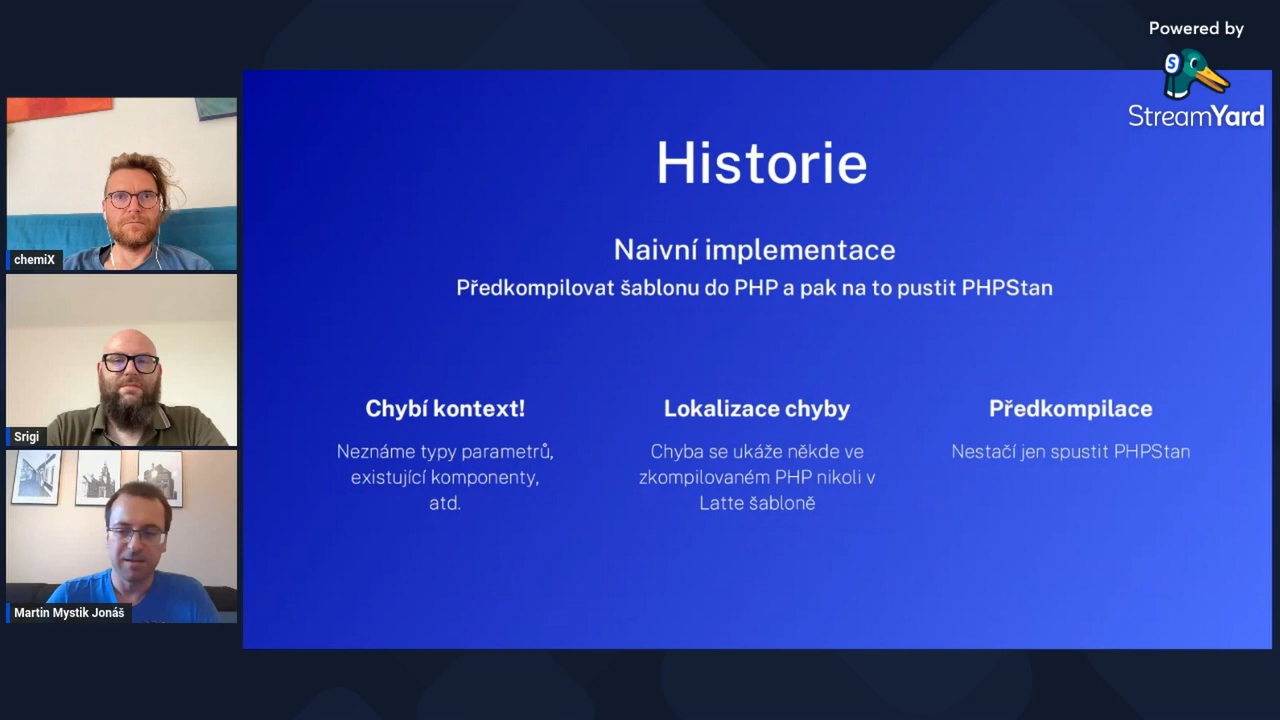 Powered by
StreamYard
Historie
Naivní implementace
Předkompilovat šablonu do PHP a pak na to pustit PHPStan
Chybí kontext!
Neznáme typy parametrů,
existující komponenty,
atd.
Lokalizace chyby
Chyba se ukáže někde ve
zkompilovaném PHP nikoli v
Latte šabloně
Předkompilace
Nestačí jen spustit PHPStan
chemiX
Srigi
Martin Mystik Jonáš